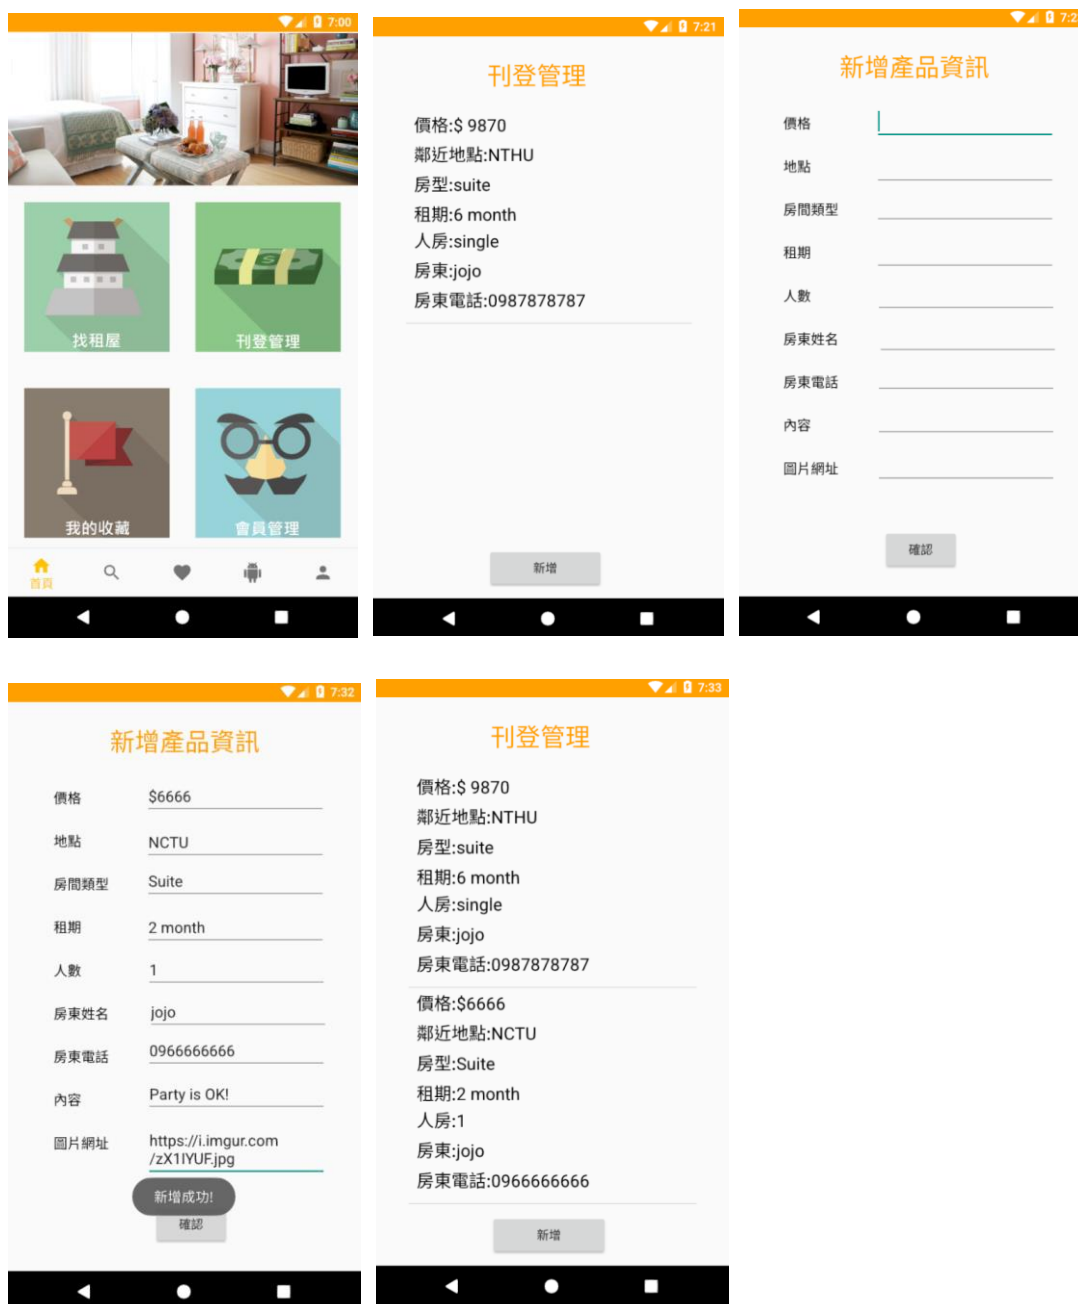 7:00
找租屋
刊登管理
我的收藏
會員管理
首頁
7:21
刊登管理
價格:$ 9870
鄰近地點:NTHU
房型:suite
租期:6 month
人房:single
房東:jojo
房東電話:0987878787
新增
7:2
新增產品資訊
價格
地點
房間類型
租期
人數
房東姓名
房東電話
內容
圖片網址
確認
7:32
新增產品資訊
價格 $6666
地點 NCTU
房間類型 Suite
租期 2 month
人數 1
房東姓名 jojo
房東電話 0966666666
內容 Party is OK!
圖片網址 https://i.imgur.com
/zX1IYUF.jpg
新增成功!
確認
7:33
刊登管理
價格:$ 9870
鄰近地點:NTHU
房型:suite
租期:6 month
人房:single
房東:jojo
房東電話:0987878787
價格:$6666
鄰近地點:NCTU
房型:Suite
租期:2 month
人房:1
房東:jojo
房東電話:0966666666
新增